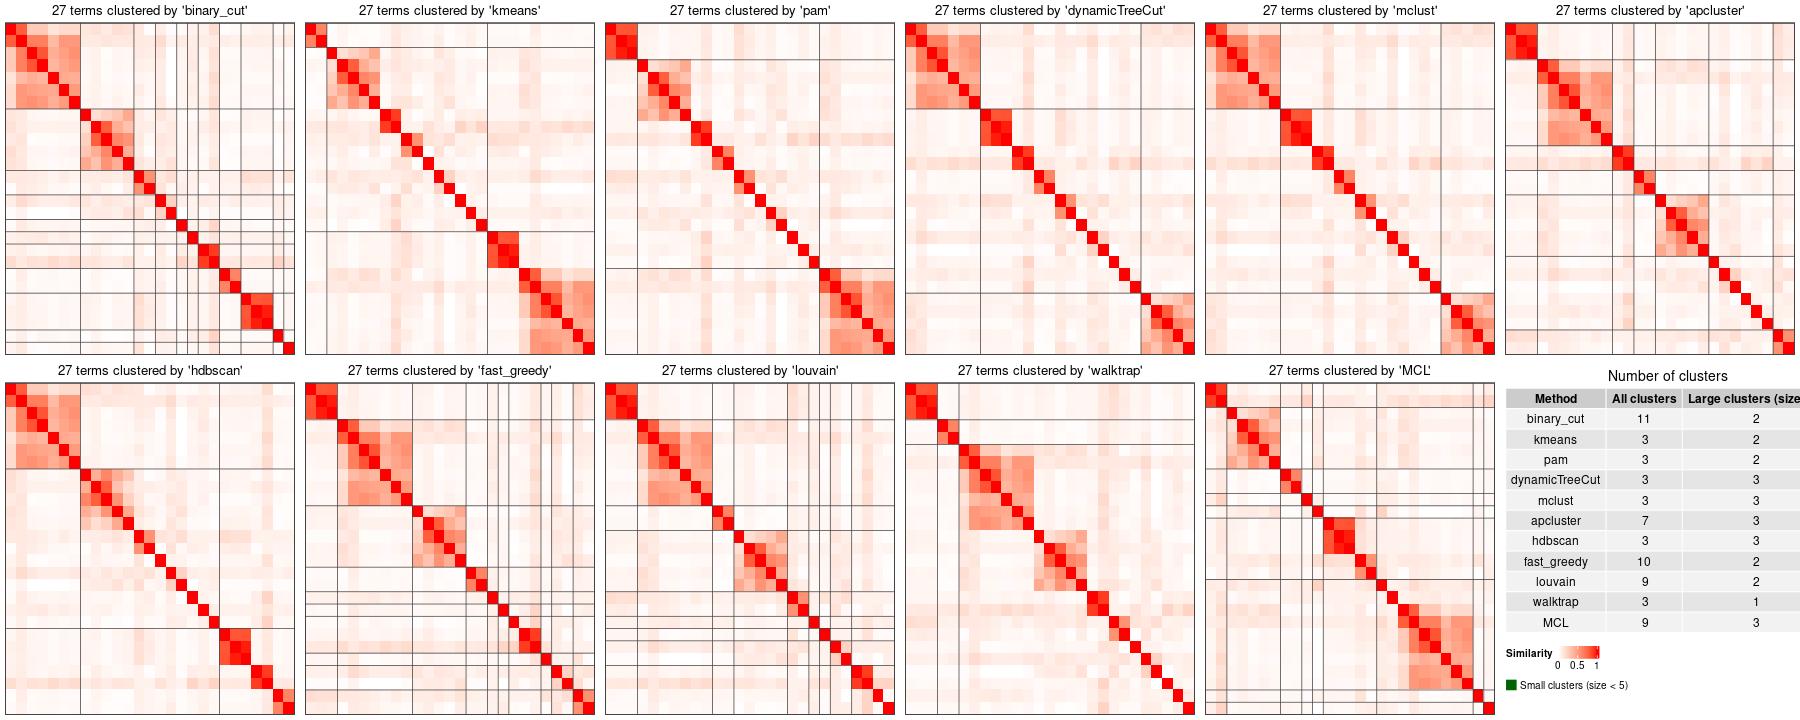 27 terms clustered by 'binary_cut'
27 terms clustered by 'kmeans'
27 terms clustered by 'pam'
27 terms clustered by 'dynamicTreeCut'
27 terms clustered by 'mclust'
27 terms clustered by 'apcluster'
27 terms clustered by 'hdbscan'
27 terms clustered by 'fast_greedy'
27 terms clustered by 'louvain'
27 terms clustered by 'walktrap'
27 terms clustered by 'MCL'
Number of clusters
Method All clusters Large clusters (size
binary_cut 11 2
kmeans 3 2
pam 3 2
dynamicTreeCut 3 3
mclust 3 3
apcluster 7 3
hdbscan 3 3
fast_greedy 10 2
louvain 9 2
walktrap 3 1
MCL 9 3
Similarity
0 0.5 1
Small clusters (size < 5)